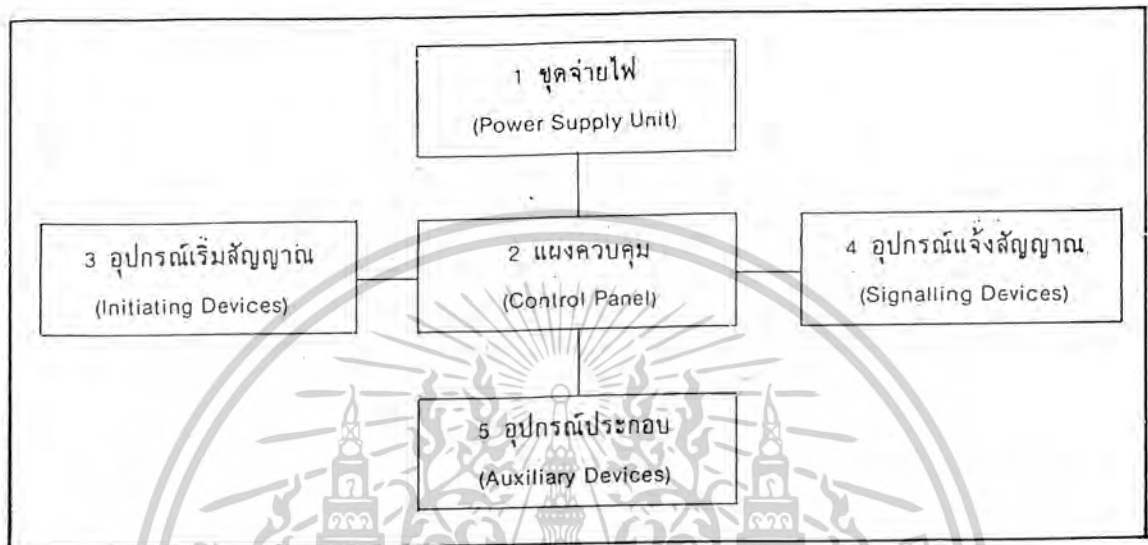 1 ชุดจ่ายไฟ
(Power Supply Unit)
3 อุปกรณ์เริ่มสัญญาณ
(Initiating Devices)
2 แผงควบคุม
(Control Panel)
4 อุปกรณ์แจ้งสัญญาณ
(Signalling Devices)
5 อุปกรณ์ประกอบ
(Auxiliary Devices)